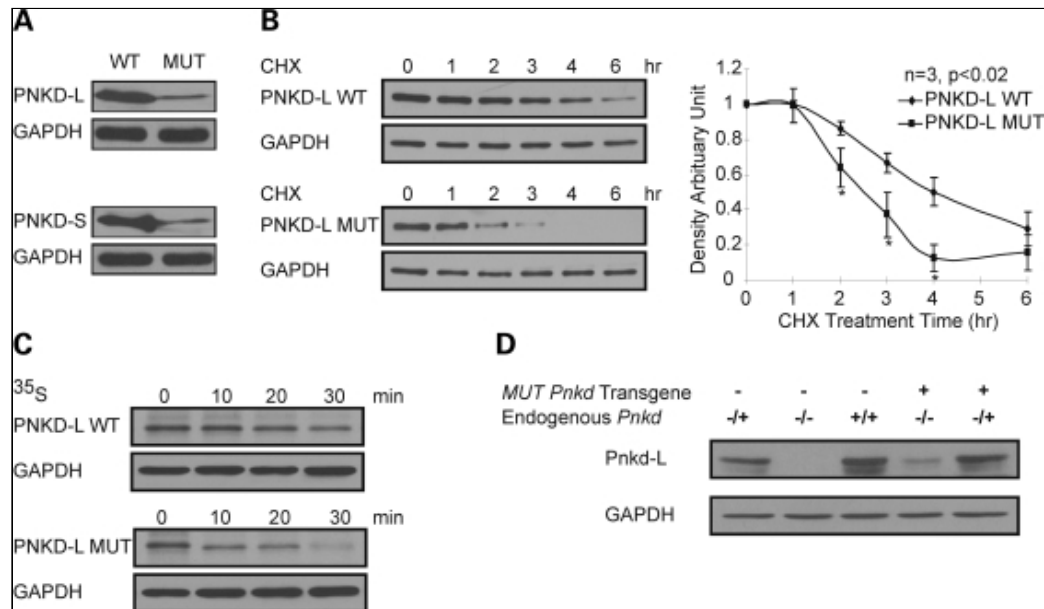 A
WT MUT
PNKD-L
GAPDH
PNKD-S
GAPDH
B
CHX 0 1 2 3 4 6 hr
PNKD-L WT
GAPDH
CHX 0 1 2 3 4 6 hr
PNKD-L MUT
GAPDH
n=3, p<0.02
PNKD-L WT
PNKD-L MUT
Density Arbituary Unit
1.2
1
0.8
0.6
0.4
0.2
0
* * *
0 1 2 3 4 5 6
CHX Treatment Time (hr)
C
35S 0 10 20 30 min
PNKD-L WT
GAPDH
0 10 20 30 min
PNKD-L MUT
GAPDH
D
MUT Pnkd Transgene - - - + +
Endogenous Pnkd -/+ -/- +/+ -/- -/+
Pnkd-L
GAPDH